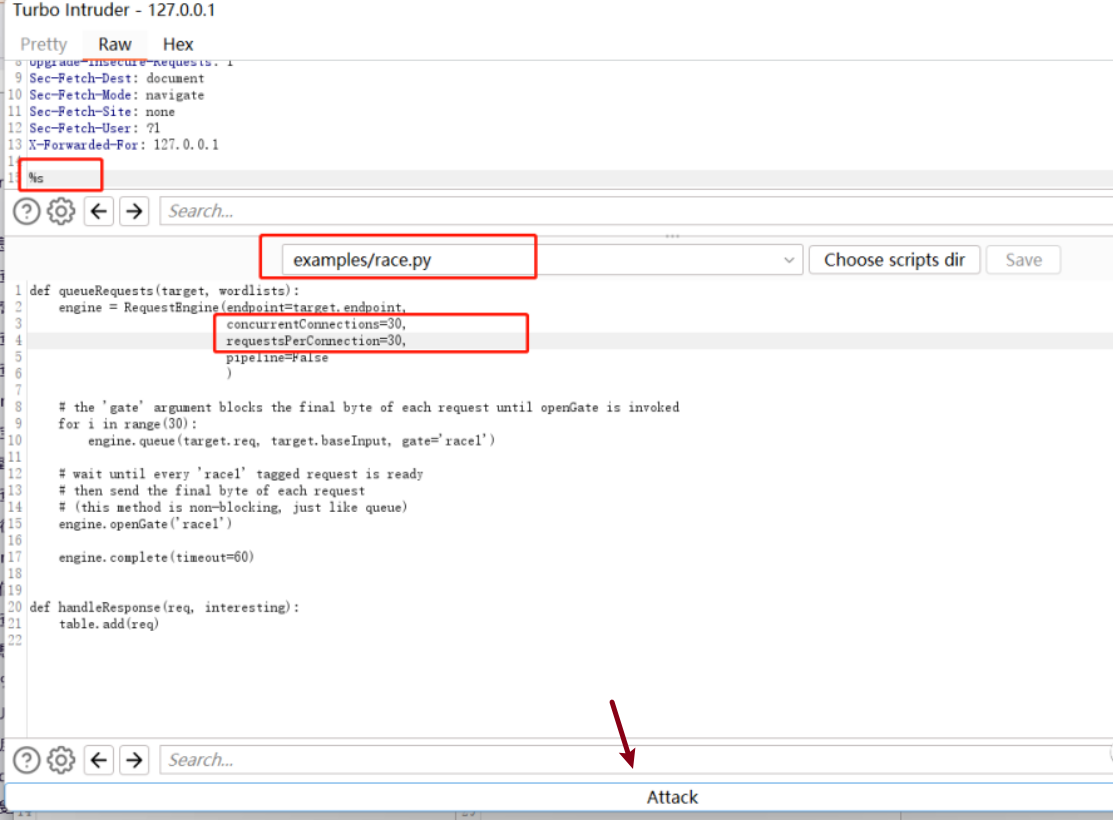 Turbo Intruder - 127.0.0.1
Pretty Raw Hex
8 Upgrade-Insecure-Requests: 1
9 Sec-Fetch-Dest: document
10 Sec-Fetch-Mode: navigate
11 Sec-Fetch-Site: none
12 Sec-Fetch-User: ?1
13 X-Forwarded-For: 127.0.0.1
14
15 %s
Search...
examples/race.py Choose scripts dir Save
1 def queueRequests(target, wordlists):
2 engine = RequestEngine(endpoint=target.endpoint,
3 concurrentConnections=30,
4 requestsPerConnection=30,
5 pipeline=False
6 )
7
8 # the 'gate' argument blocks the final byte of each request until openGate is invoked
9 for i in range(30):
10 engine.queue(target.req, target.baseInput, gate='race1')
11
12 # wait until every 'race1' tagged request is ready
13 # then send the final byte of each request
14 # (this method is non-blocking, just like queue)
15 engine.openGate('race1')
16
17 engine.complete(timeout=60)
18
19
20 def handleResponse(req, interesting):
21 table.add(req)
22
Search...
Attack